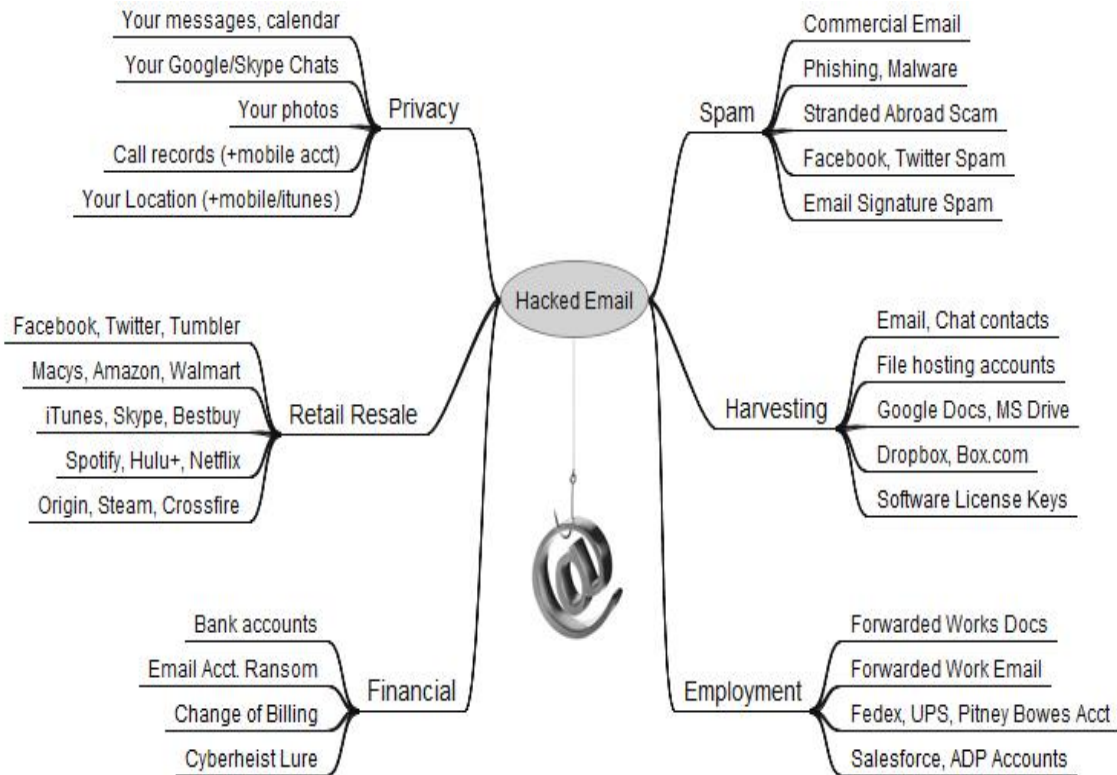 Your messages, calendar
Your Google/Skype Chats
Your photos
Call records (+mobile acct)
Your Location (+mobile/itunes)
Privacy
Facebook, Twitter, Tumbler
Macys, Amazon, Walmart
iTunes, Skype, Bestbuy
Spotify, Hulu+, Netflix
Origin, Steam, Crossfire
Retail Resale
Bank accounts
Email Acct. Ransom
Change of Billing
Cyberheist Lure
Financial
Hacked Email
@
Spam
Commercial Email
Phishing, Malware
Stranded Abroad Scam
Facebook, Twitter Spam
Email Signature Spam
Harvesting
Email, Chat contacts
File hosting accounts
Google Docs, MS Drive
Dropbox, Box.com
Software License Keys
Employment
Forwarded Works Docs
Forwarded Work Email
Fedex, UPS, Pitney Bowes Acct
Salesforce, ADP Accounts